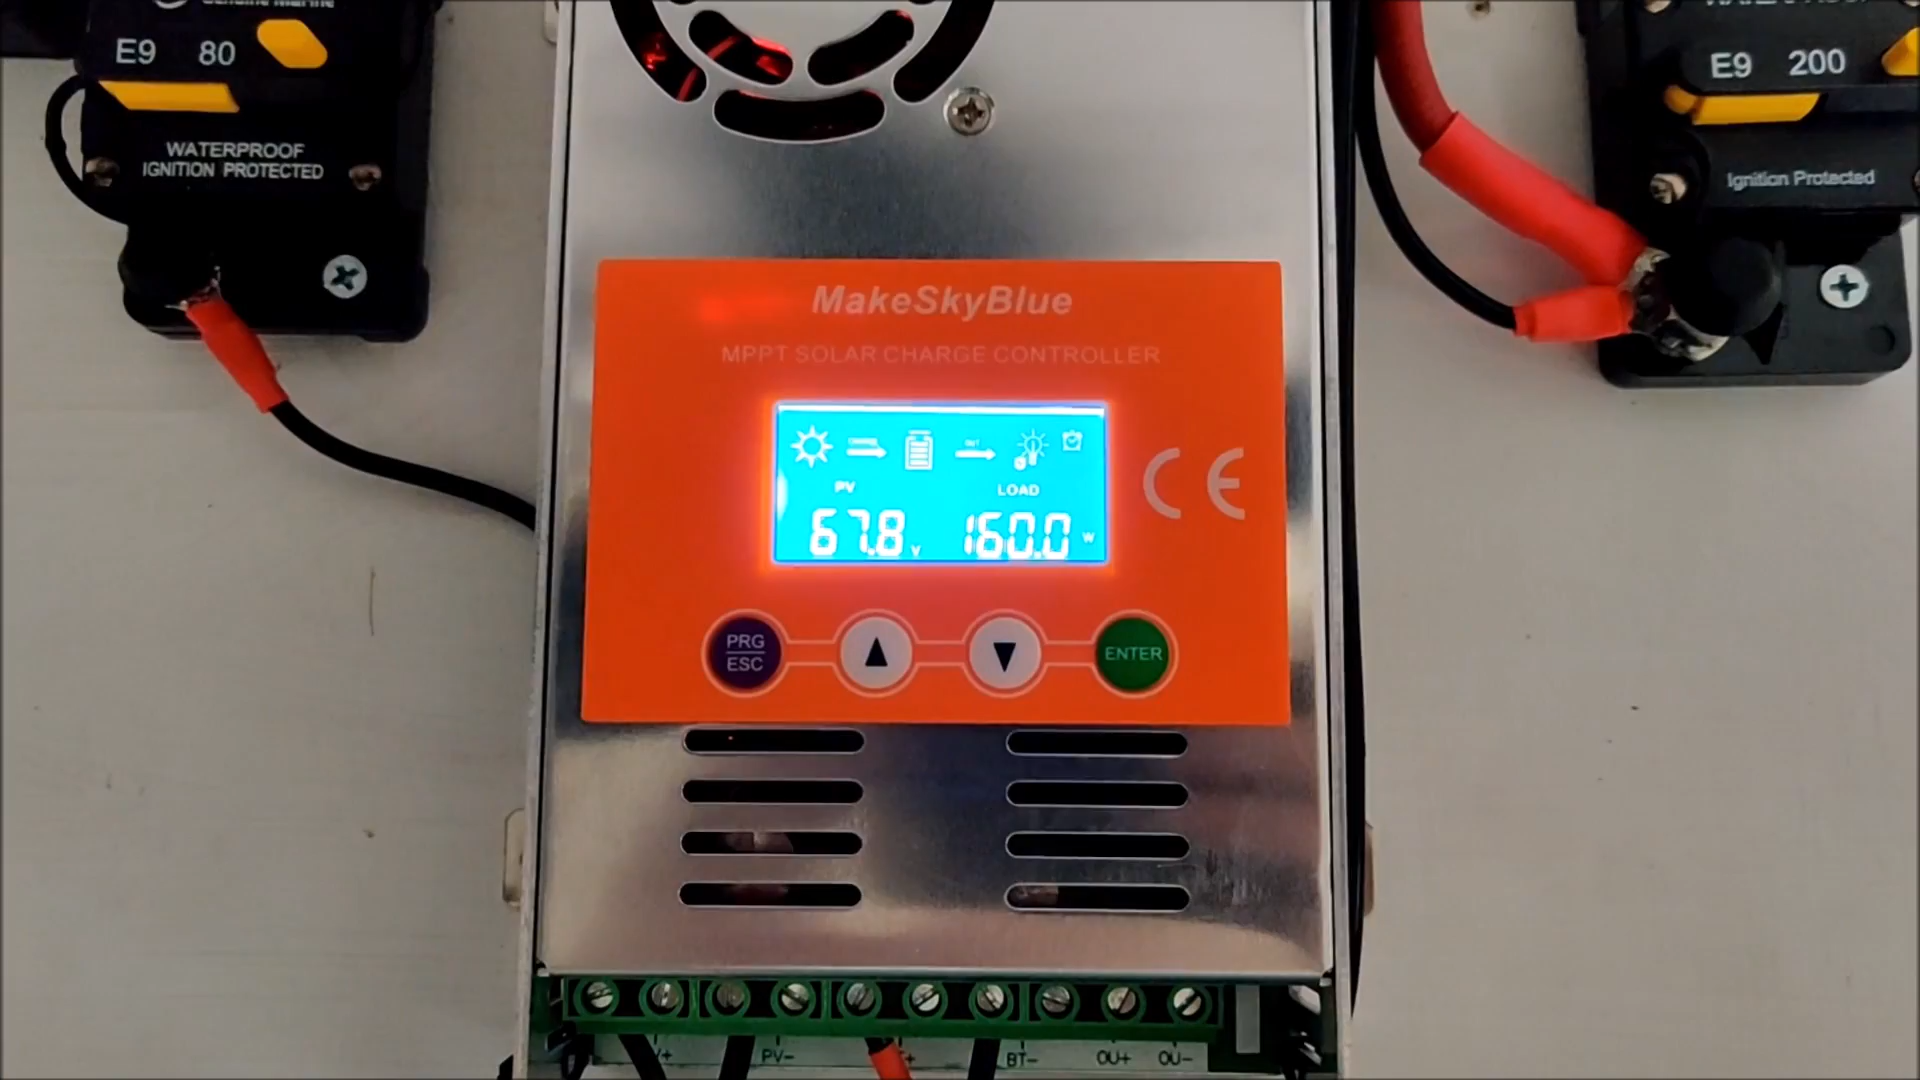 E9 80
WATERPROOF
IGNITION PROTECTED
E9 200
Ignition Protected
MakeSkyBlue
MPPT SOLAR CHARGE CONTROLLER
OUT
PV
LOAD
67.8 V
160.0 W
CE
PRG
ESC
▲
▼
ENTER
V+
PV-
T+
BT-
OU+
OU-